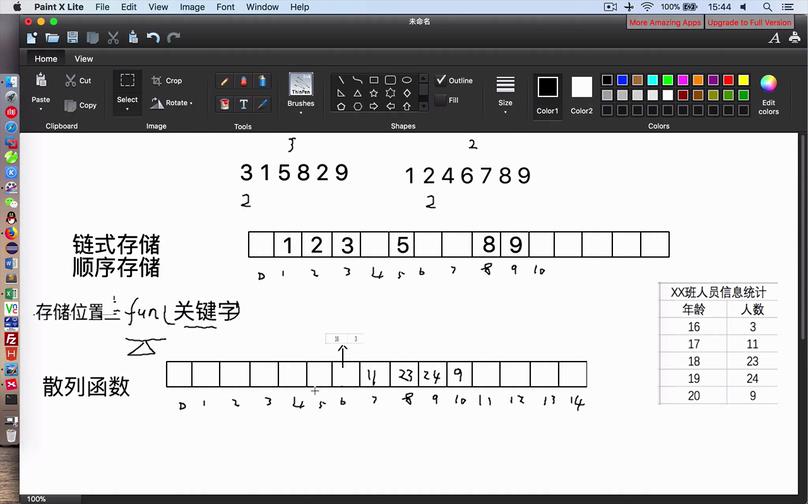 Paint X Lite File Edit View Image Font Window Help 100% 15:44
未命名
More Amazing Apps Upgrade to Full Version
Home View
Paste Cut Copy Select Crop Rotate Brushes Outline Fill Size Color1 Color2 Edit colors
Clipboard Image Tools Shapes Colors
5 2
3 1 5 8 2 9 1 2 4 6 7 8 9
2 2
链式存储
顺序存储
1 2 3 5 8 9
0 1 2 3 4 5 6 7 8 9 10
存储位置=fun(关键字)
XX班人员信息统计
年龄 人数
16 3
17 11
18 23
19 24
20 9
散列函数
11 23 24 9
0 1 2 3 4 5 6 7 8 9 10 11 12 13 14
100%